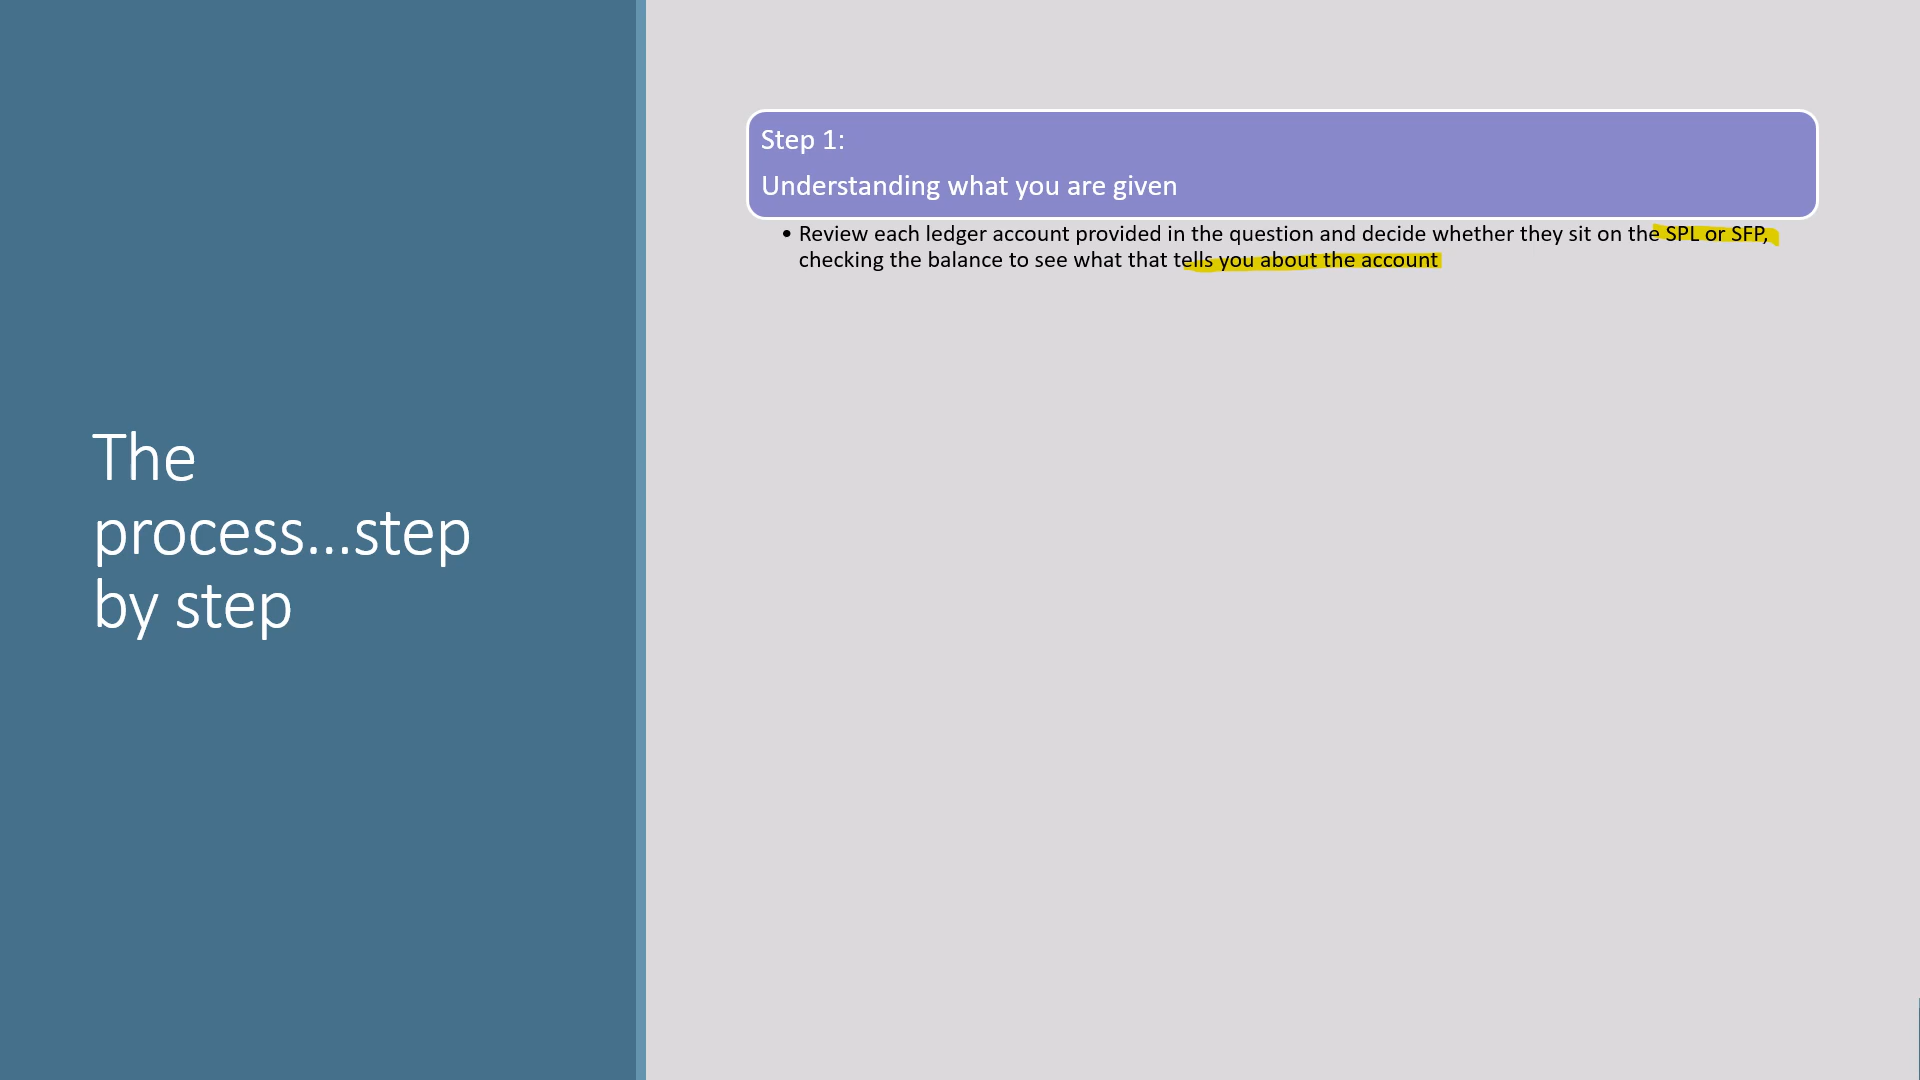 The
process...step
by step
Step 1:
Understanding what you are given
• Review each ledger account provided in the question and decide whether they sit on the SPL or SFP,
checking the balance to see what that tells you about the account